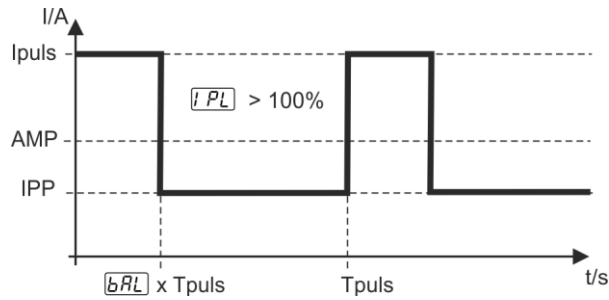 I/A
Ipuls
IPL > 100%
AMP
IPP
t/s
bAL x Tpuls Tpuls